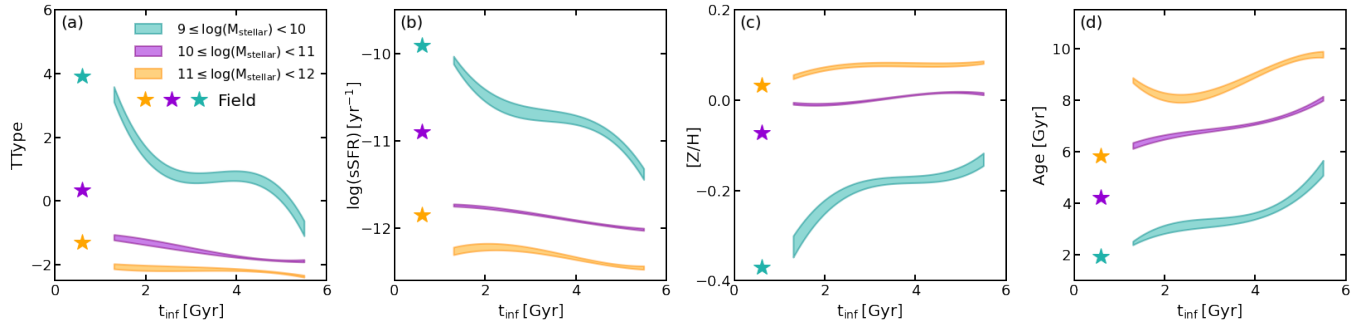 (a)
9 ≤ log(M_stellar) < 10
10 ≤ log(M_stellar) < 11
11 ≤ log(M_stellar) < 12
Field
6
4
2
0
−2
TType
0 2 4 6
t_inf [Gyr]
(b)
−10
−11
−12
log(sSFR) [yr⁻¹]
0 2 4 6
t_inf [Gyr]
(c)
0.2
0.0
−0.2
−0.4
[Z/H]
0 2 4 6
t_inf [Gyr]
(d)
10
8
6
4
2
Age [Gyr]
0 2 4 6
t_inf [Gyr]